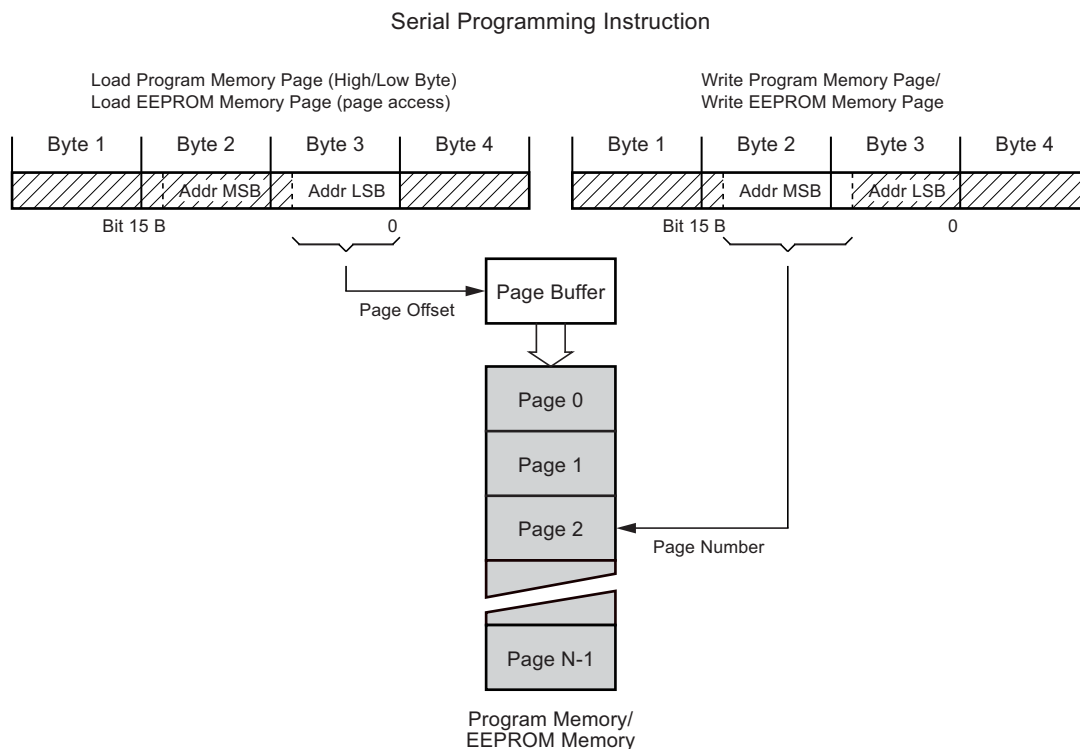 Serial Programming Instruction
Load Program Memory Page (High/Low Byte)
Load EEPROM Memory Page (page access)
Write Program Memory Page/
Write EEPROM Memory Page
Byte 1 Byte 2 Byte 3 Byte 4
Byte 1 Byte 2 Byte 3 Byte 4
Addr MSB Addr LSB
Addr MSB Addr LSB
Bit 15 B 0
Bit 15 B 0
Page Offset
Page Buffer
Page 0
Page 1
Page 2
Page Number
Page N-1
Program Memory/
EEPROM Memory